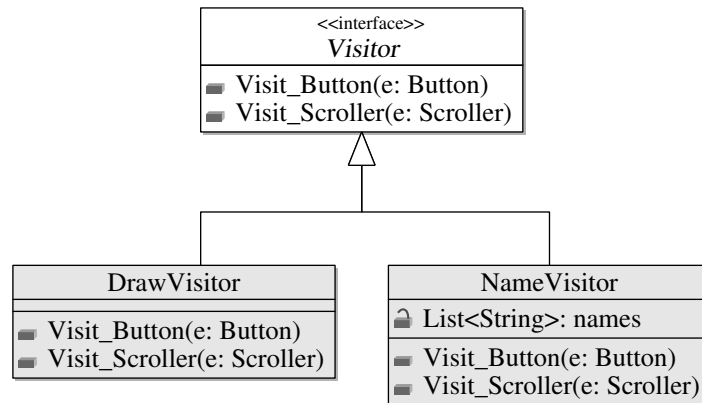 <<interface>>
Visitor
Visit_Button(e: Button)
Visit_Scroller(e: Scroller)
DrawVisitor
Visit_Button(e: Button)
Visit_Scroller(e: Scroller)
NameVisitor
List<String>: names
Visit_Button(e: Button)
Visit_Scroller(e: Scroller)